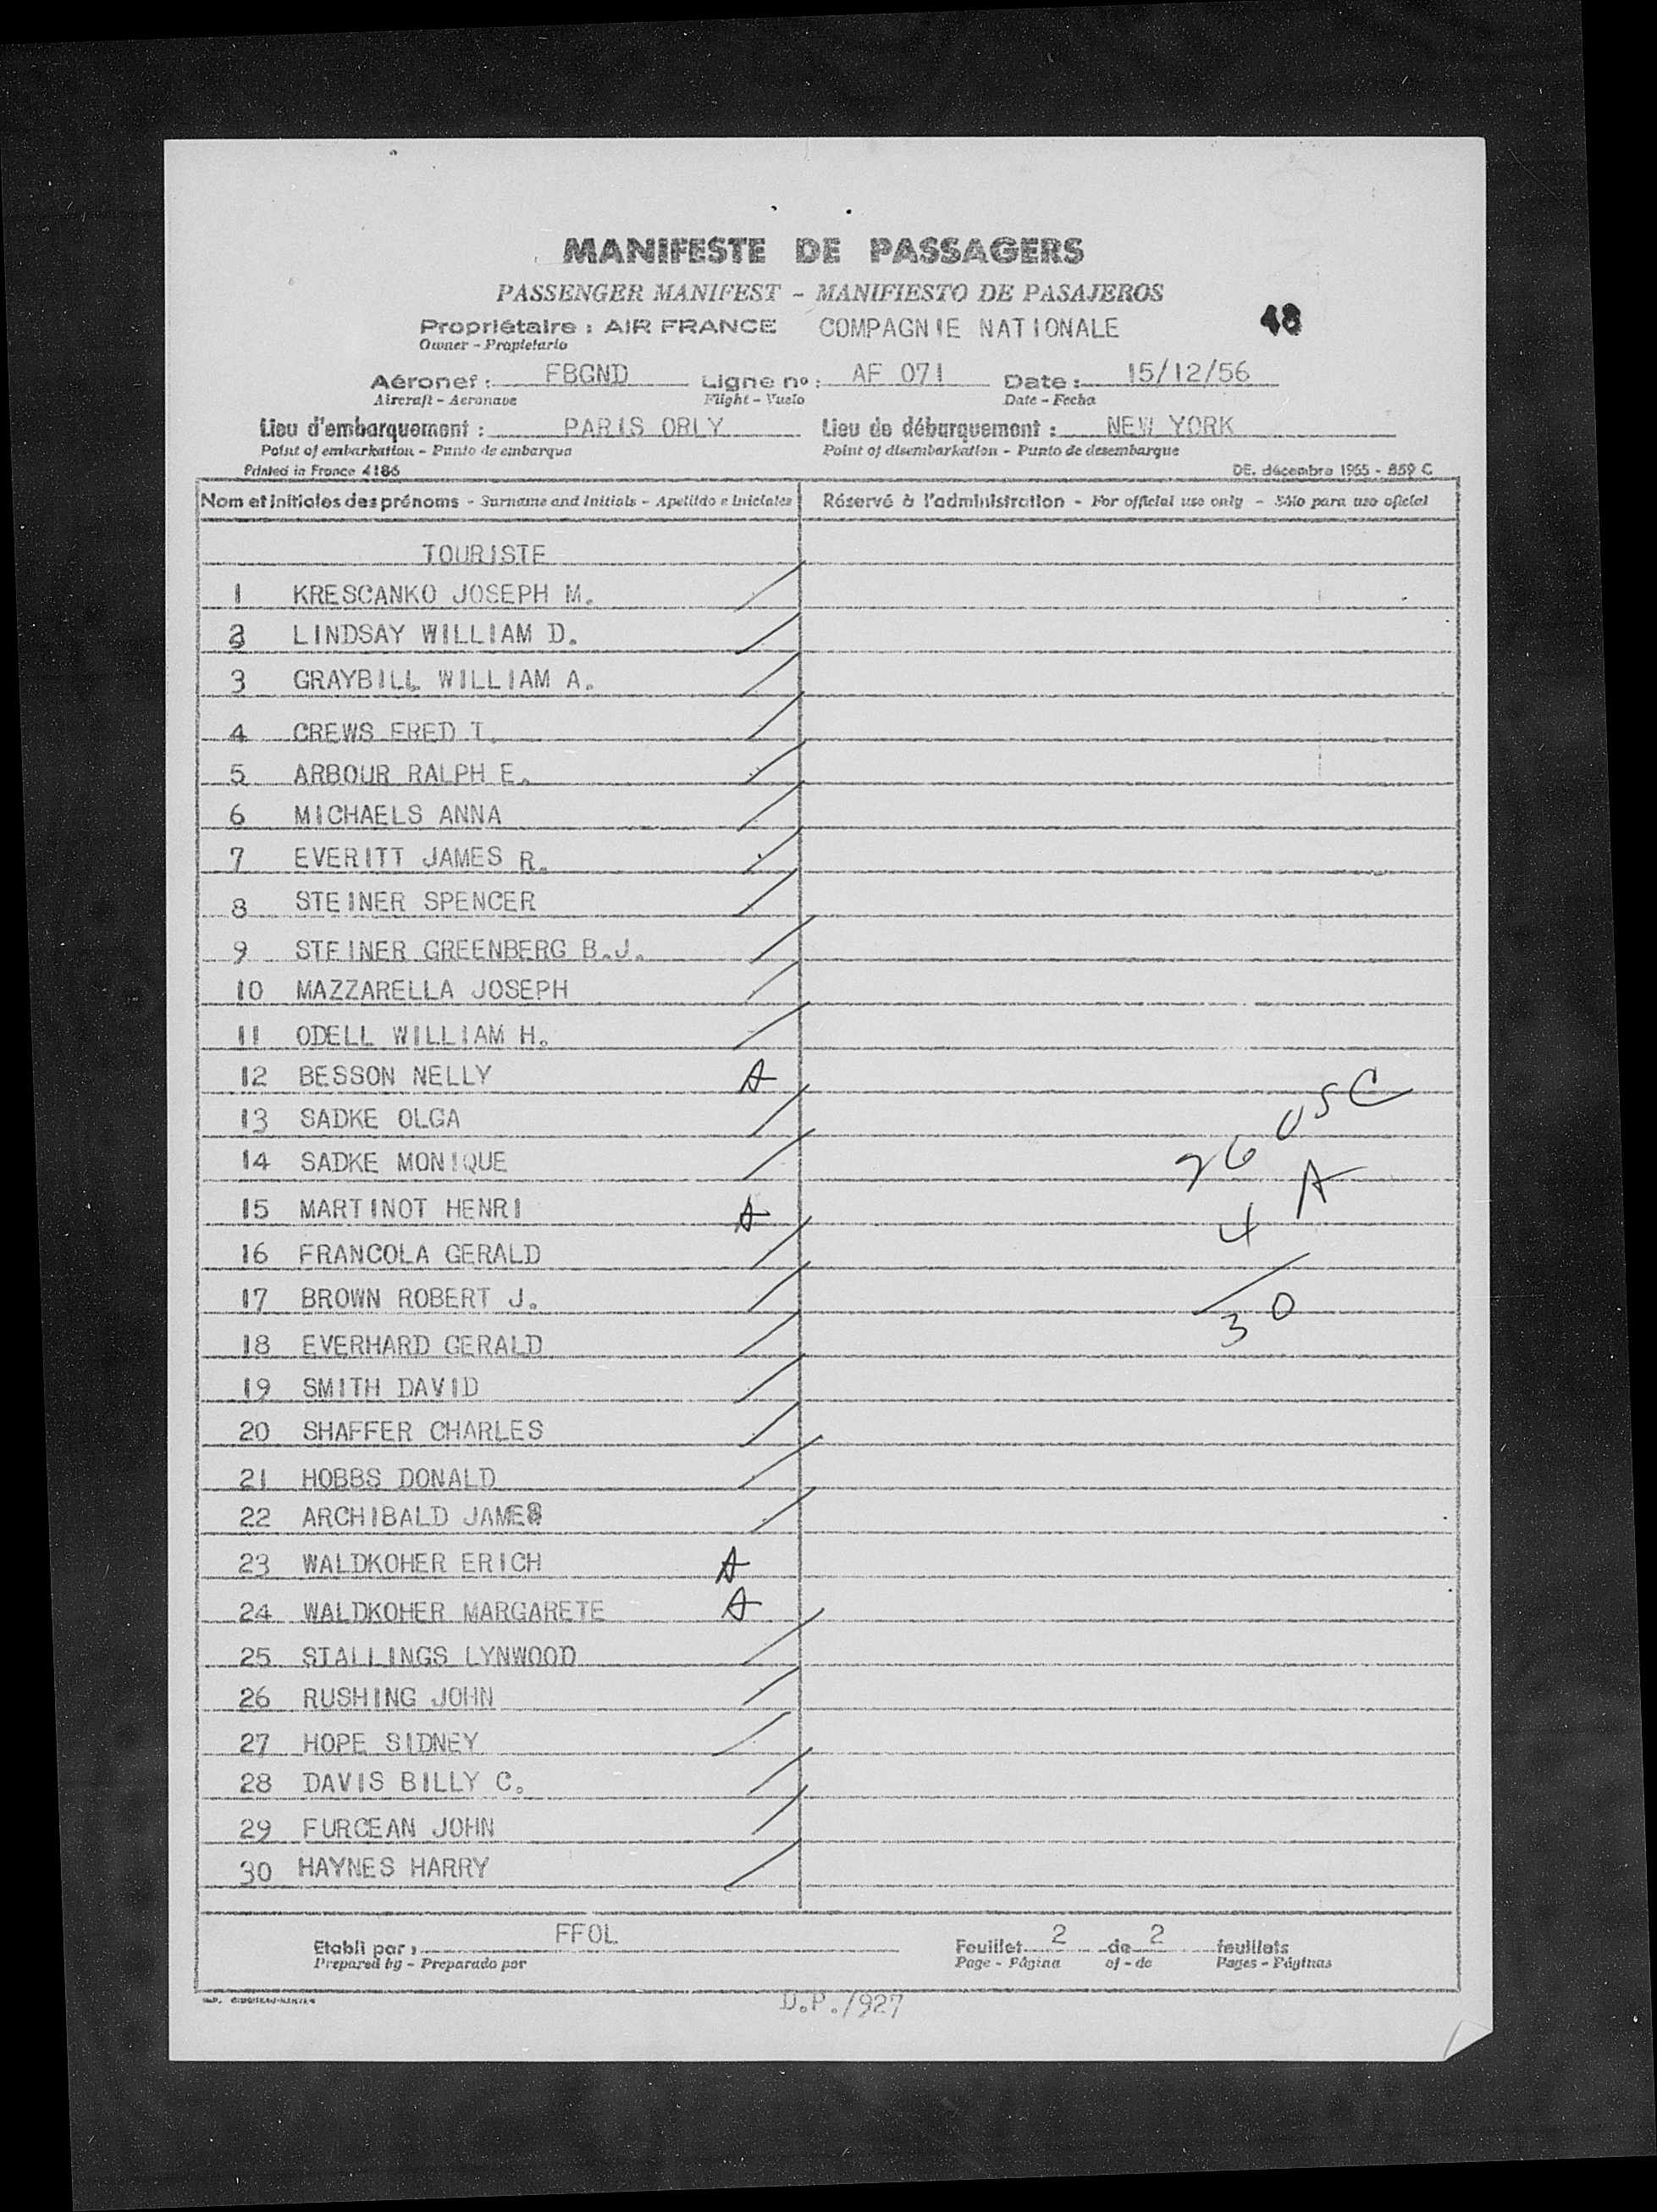 MANIFESTE DE PASSAGERS
PASSENGER MANIFEST - MANIFIESTO DE PASAJEROS
Propriétaire : AIR FRANCE COMPAGNIE NATIONALE 48
Owner - Propietario
Aéronef : FBGND Ligne no : AF 071 Date : 15/12/56
Aircraft - Aeronave Flight - Vuelo Date - Fecha
Lieu d'embarquement : PARIS ORLY Lieu de débarquement : NEW YORK
Point of embarkation - Punto de embarque Point of disembarkation - Punto de desembarque
Printed in France 4186 DE. décembre 1955 - 859 C
Nom et initiales des prénoms - Surname and Initials - Apellido e Iniciales Réservé à l'administration - For official use only - Sólo para uso oficial
TOURISTE
1 KRESCANKO JOSEPH M.
2 LINDSAY WILLIAM D.
3 GRAYBILL WILLIAM A.
4 CREWS FRED T.
5 ARBOUR RALPH E.
6 MICHAELS ANNA
7 EVERITT JAMES R.
8 STEINER SPENCER
9 STEINER GREENBERG B.J.
10 MAZZARELLA JOSEPH
11 ODELL WILLIAM H.
12 BESSON NELLY A
13 SADKE OLGA 26 USC
14 SADKE MONIQUE
15 MARTINOT HENRI A 4 A
16 FRANCOLA GERALD
17 BROWN ROBERT J. 30
18 EVERHARD GERALD
19 SMITH DAVID
20 SHAFFER CHARLES
21 HOBBS DONALD
22 ARCHIBALD JAMES
23 WALDKOHER ERICH A
24 WALDKOHER MARGARETE A
25 STALLINGS LYNWOOD
26 RUSHING JOHN
27 HOPE SIDNEY
28 DAVIS BILLY C.
29 FURCEAN JOHN
30 HAYNES HARRY
Etabli par : FFOL Feuillet 2 de 2 feuillets
Prepared by - Preparado por Page - Página of - de Pages - Páginas
D.P./927